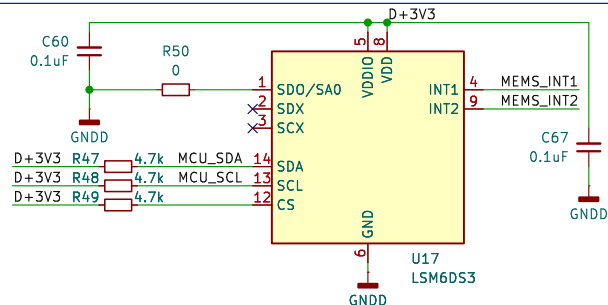 D+3V3
C60
0.1uF
R50
0
5
8
VDDIO
VDD
1
SDO/SA0
INT1
4
MEMS_INT1
2
SDX
INT2
9
MEMS_INT2
3
SCX
GNDD
C67
0.1uF
D+3V3
R47
4.7k
MCU_SDA
14
SDA
D+3V3
R48
4.7k
MCU_SCL
13
SCL
D+3V3
R49
4.7k
12
CS
GNDD
GND
6
U17
LSM6DS3
GNDD